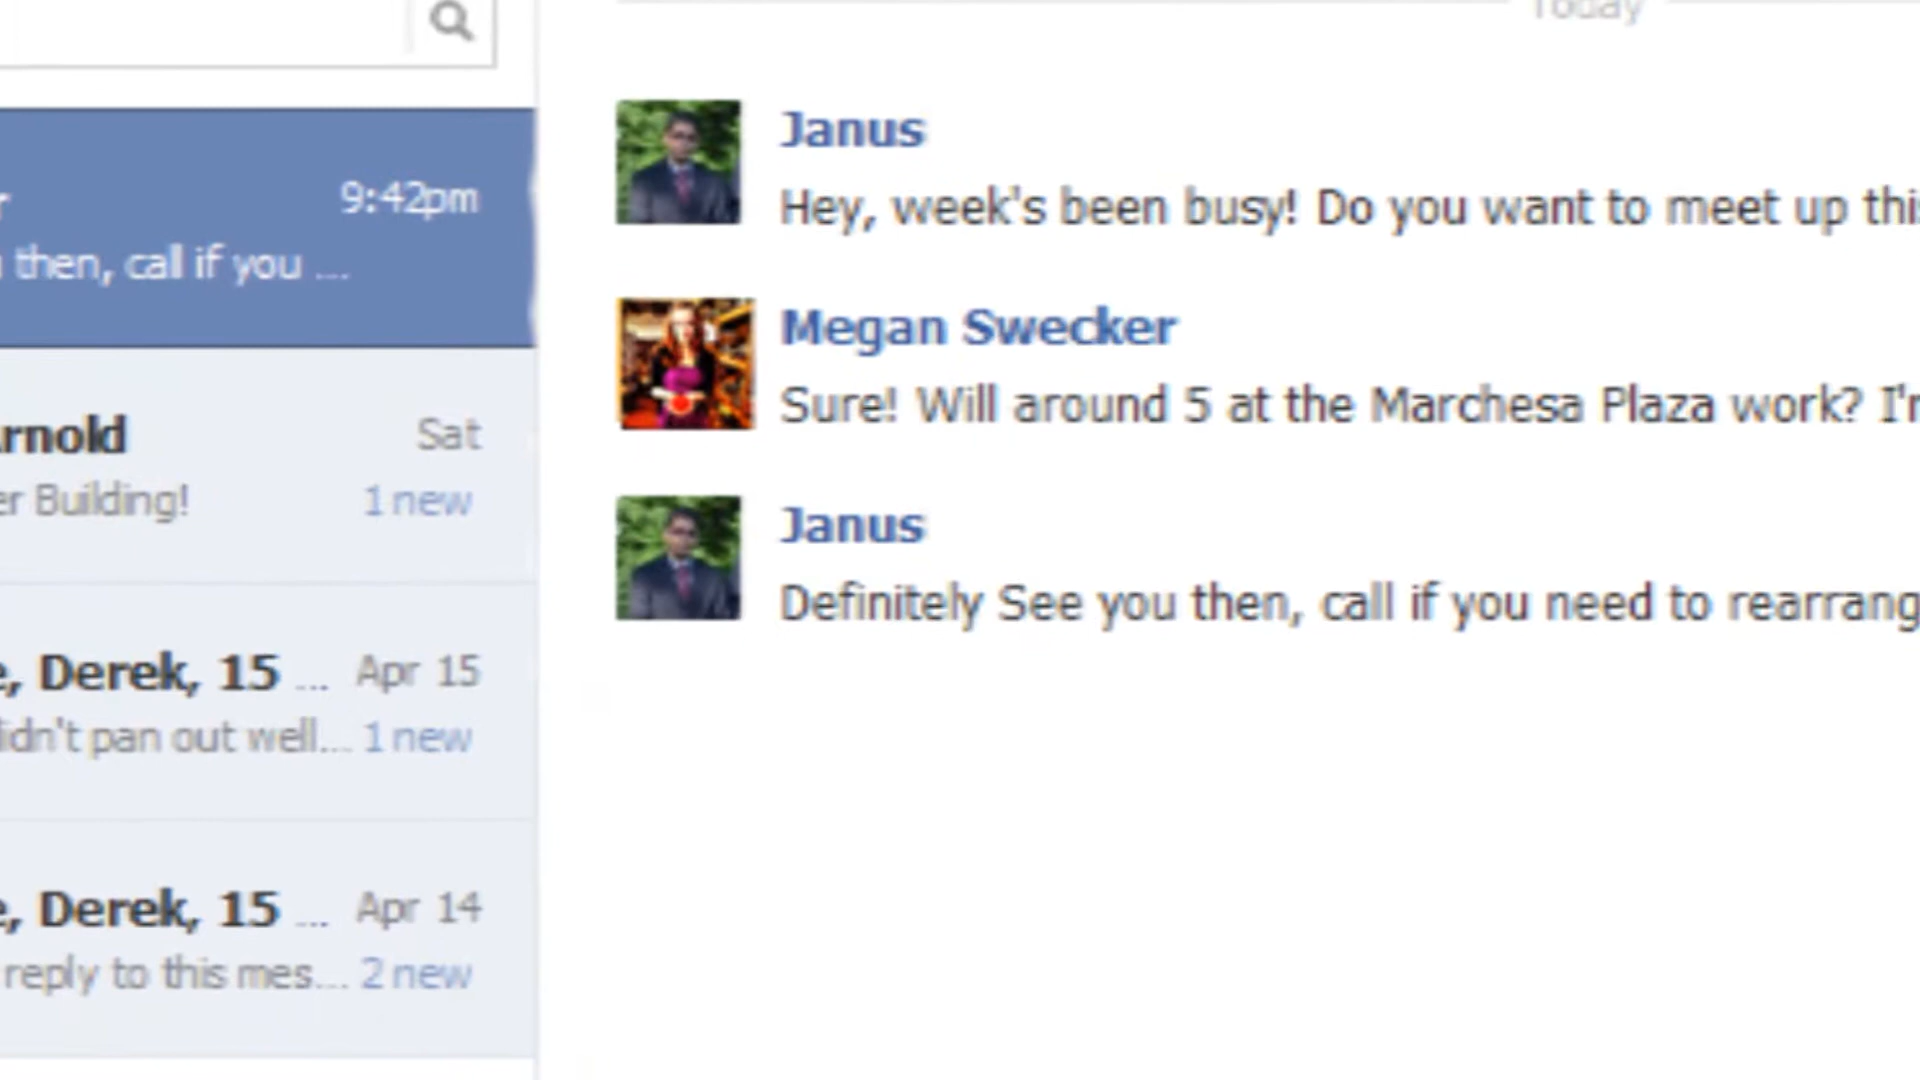 Today
9:42pm
then, call if you ...
Arnold
Sat
er Building!
1 new
Derek, 15 ...
Apr 15
didn't pan out well...
1 new
Derek, 15 ...
Apr 14
reply to this mes...
2 new
Janus
Hey, week's been busy! Do you want to meet up this
Megan Swecker
Sure! Will around 5 at the Marchesa Plaza work? I'm
Janus
Definitely See you then, call if you need to rearrang